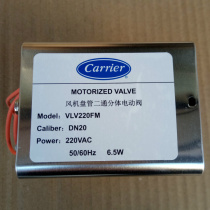 Carrier
MOTORIZED VALVE
风机盘管二通分体电动阀
Model: VLV220FM
Caliber: DN20
Power: 220VAC
50/60Hz 6.5W